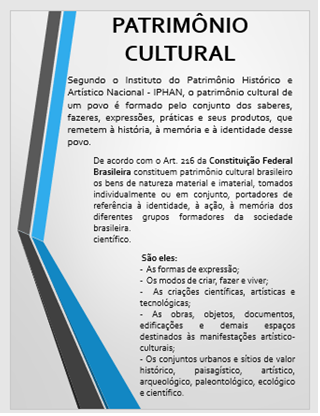 PATRIMÔNIO
CULTURAL
Segundo o Instituto do Patrimônio Histórico e
Artístico Nacional - IPHAN, o patrimônio cultural de
um povo é formado pelo conjunto dos saberes,
fazeres, expressões, práticas e seus produtos, que
remetem à história, à memória e à identidade desse
povo.
De acordo com o Art. 216 da Constituição Federal
Brasileira constituem patrimônio cultural brasileiro
os bens de natureza material e imaterial, tomados
individualmente ou em conjunto, portadores de
referência à identidade, à ação, à memória dos
diferentes grupos formadores da sociedade
brasileira.
científico.
São eles:
- As formas de expressão;
- Os modos de criar, fazer e viver;
- As criações científicas, artísticas e
tecnológicas;
- As obras, objetos, documentos,
edificações e demais espaços
destinados às manifestações artístico-
culturais;
- Os conjuntos urbanos e sítios de valor
histórico, paisagístico, artístico,
arqueológico, paleontológico, ecológico
e científico.